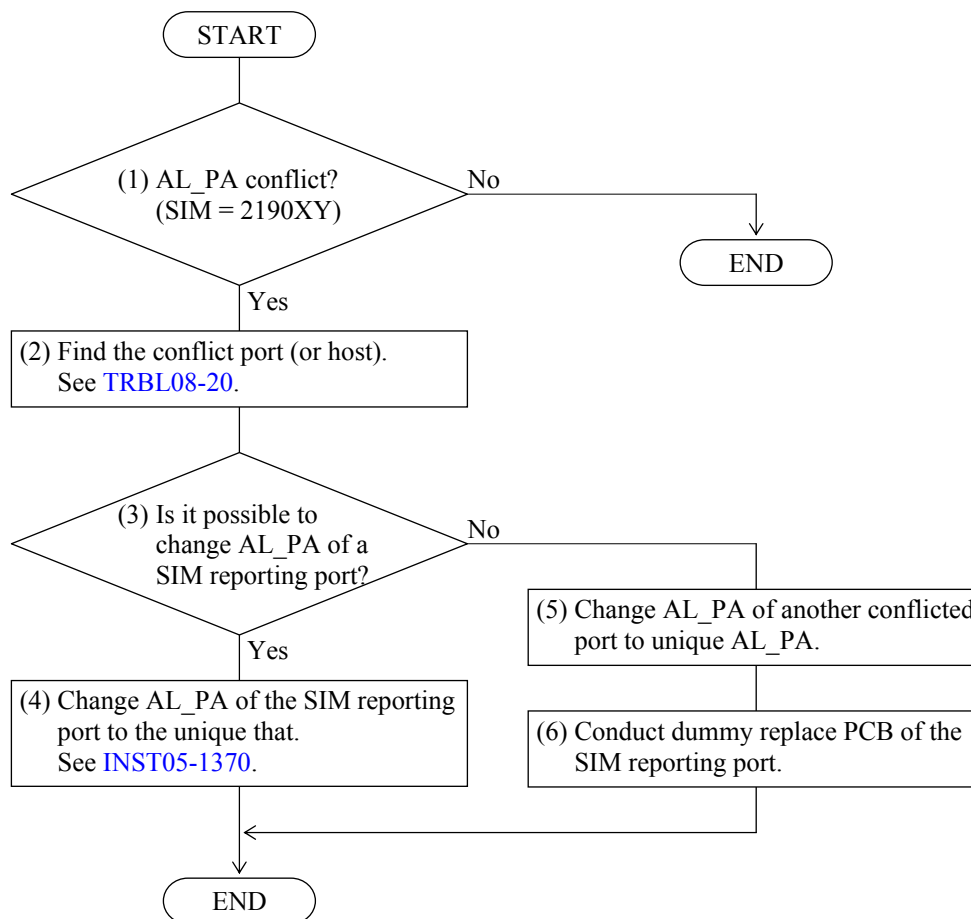 START
(1) AL_PA conflict?
(SIM = 2190XY)
No
END
Yes
(2) Find the conflict port (or host).
See TRBL08-20.
(3) Is it possible to
change AL_PA of a
SIM reporting port?
No
Yes
(5) Change AL_PA of another conflicted
port to unique AL_PA.
(4) Change AL_PA of the SIM reporting
port to the unique that.
See INST05-1370.
(6) Conduct dummy replace PCB of the
SIM reporting port.
END